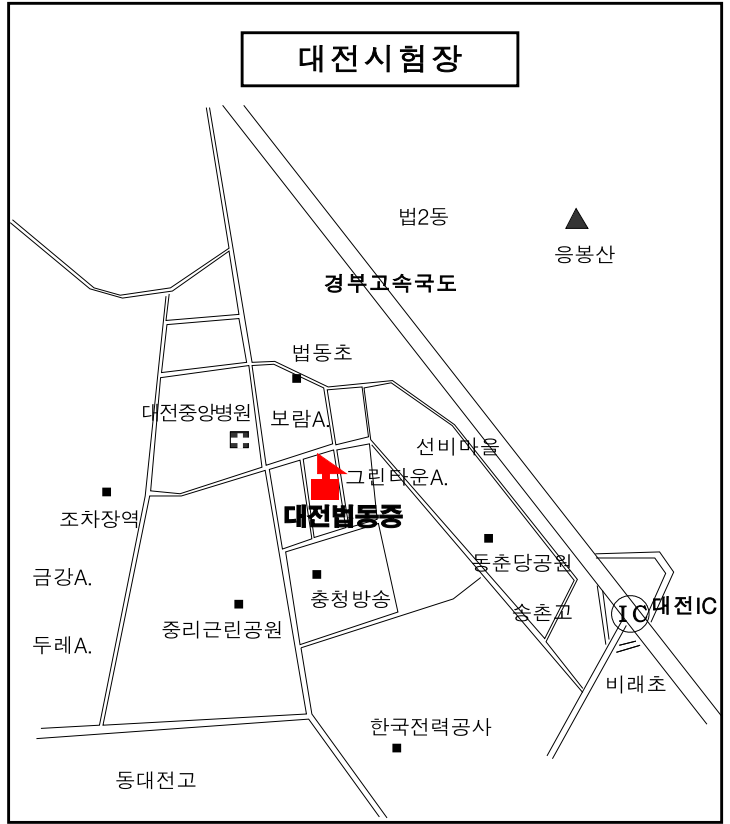 대전시험장
법2동
응봉산
경부고속국도
법동초
대전중앙병원
보람A.
선비마을
그린타운A.
조차장역
대전법동중
동춘당공원
금강A.
충청방송
IC
대전IC
송촌고
중리근린공원
두레A.
비래초
한국전력공사
동대전고